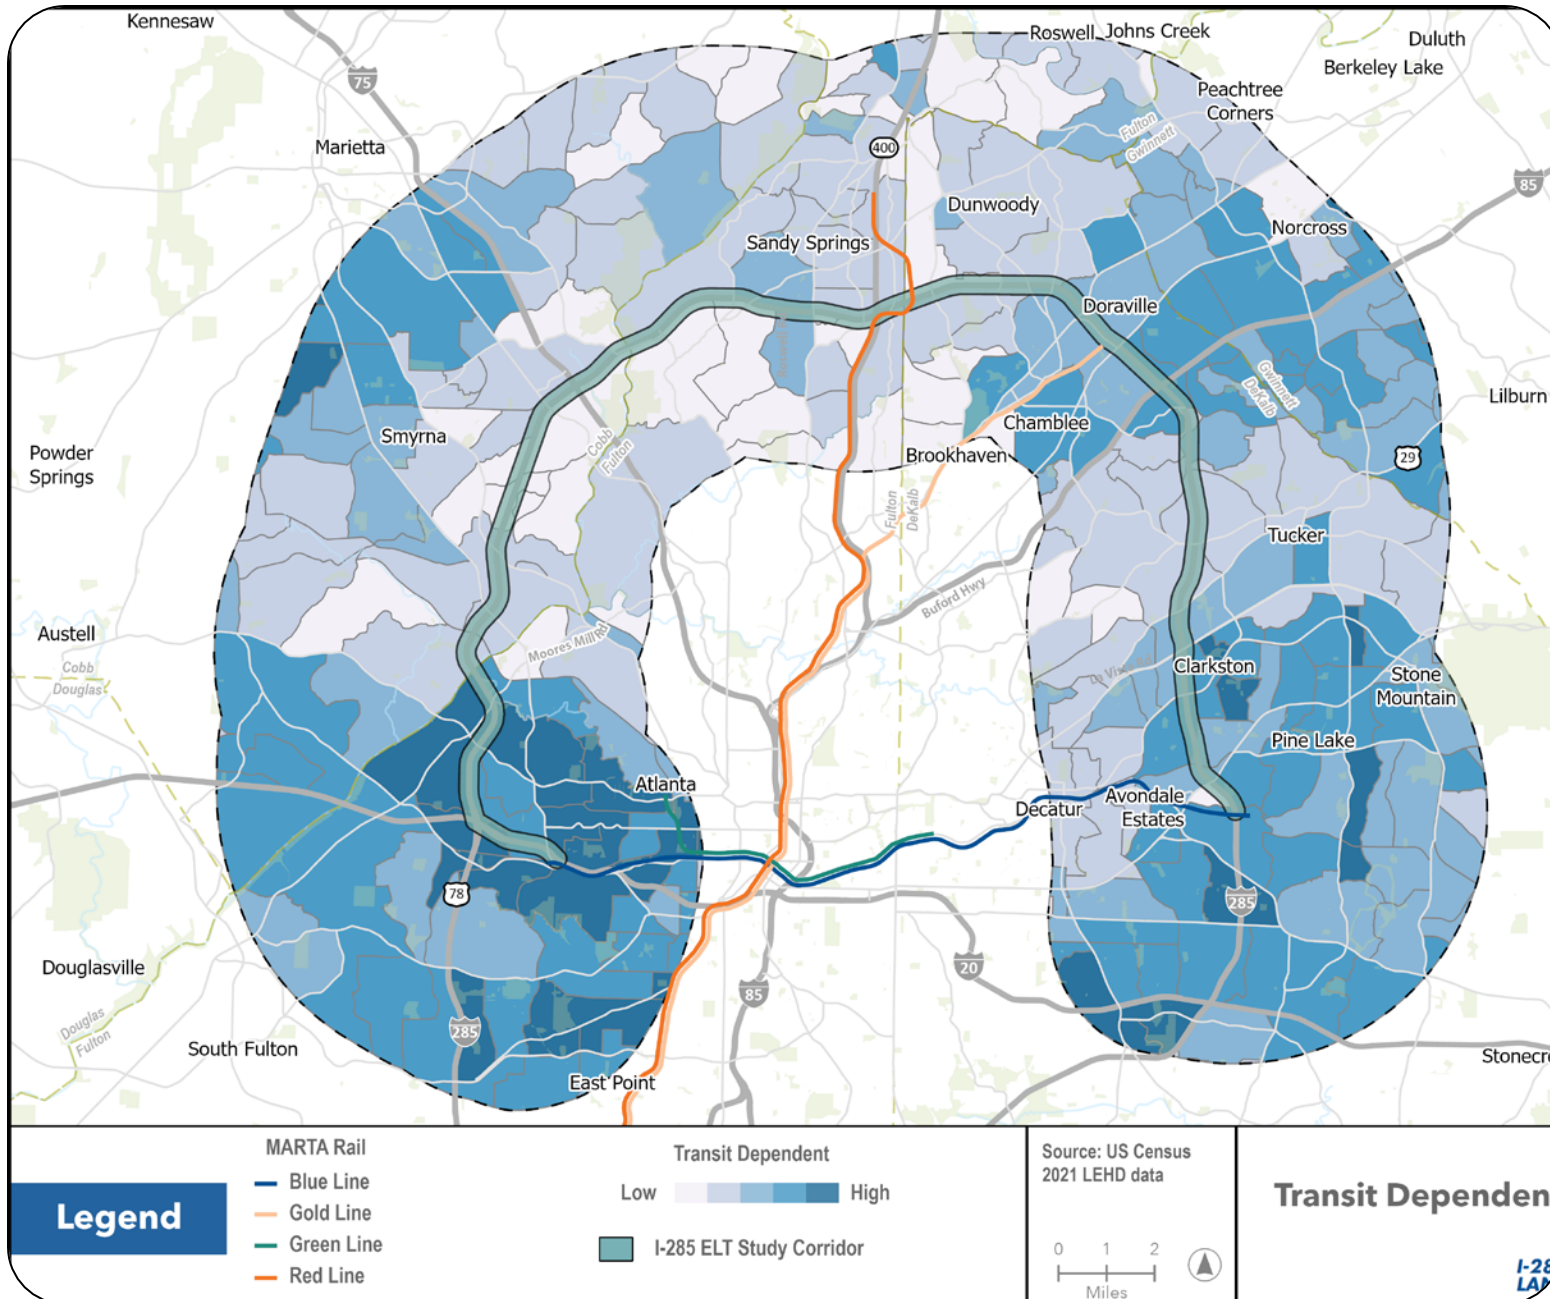 Kennesaw
Roswell
Johns Creek
Duluth
Berkeley Lake
75
Peachtree
Corners
Fulton
Gwinnett
Marietta
400
85
Dunwoody
Norcross
Sandy Springs
Doraville
Gwinnett
DeKalb
Lilburn
Smyrna
Cobb
Fulton
Chamblee
Brookhaven
29
Powder
Springs
Fulton
DeKalb
Tucker
Buford Hwy
Austell
Moores Mill Rd
Cobb
Douglas
Clarkston
Stone
Mountain
Pine Lake
Atlanta
Decatur
Avondale
Estates
78
285
Douglasville
20
85
Douglas
Fulton
285
South Fulton
East Point
Stonecr
Legend
MARTA Rail
Blue Line
Gold Line
Green Line
Red Line
Transit Dependent
Low
High
I-285 ELT Study Corridor
Source: US Census
2021 LEHD data
0 1 2
Miles
Transit Dependen
I-28
LAN